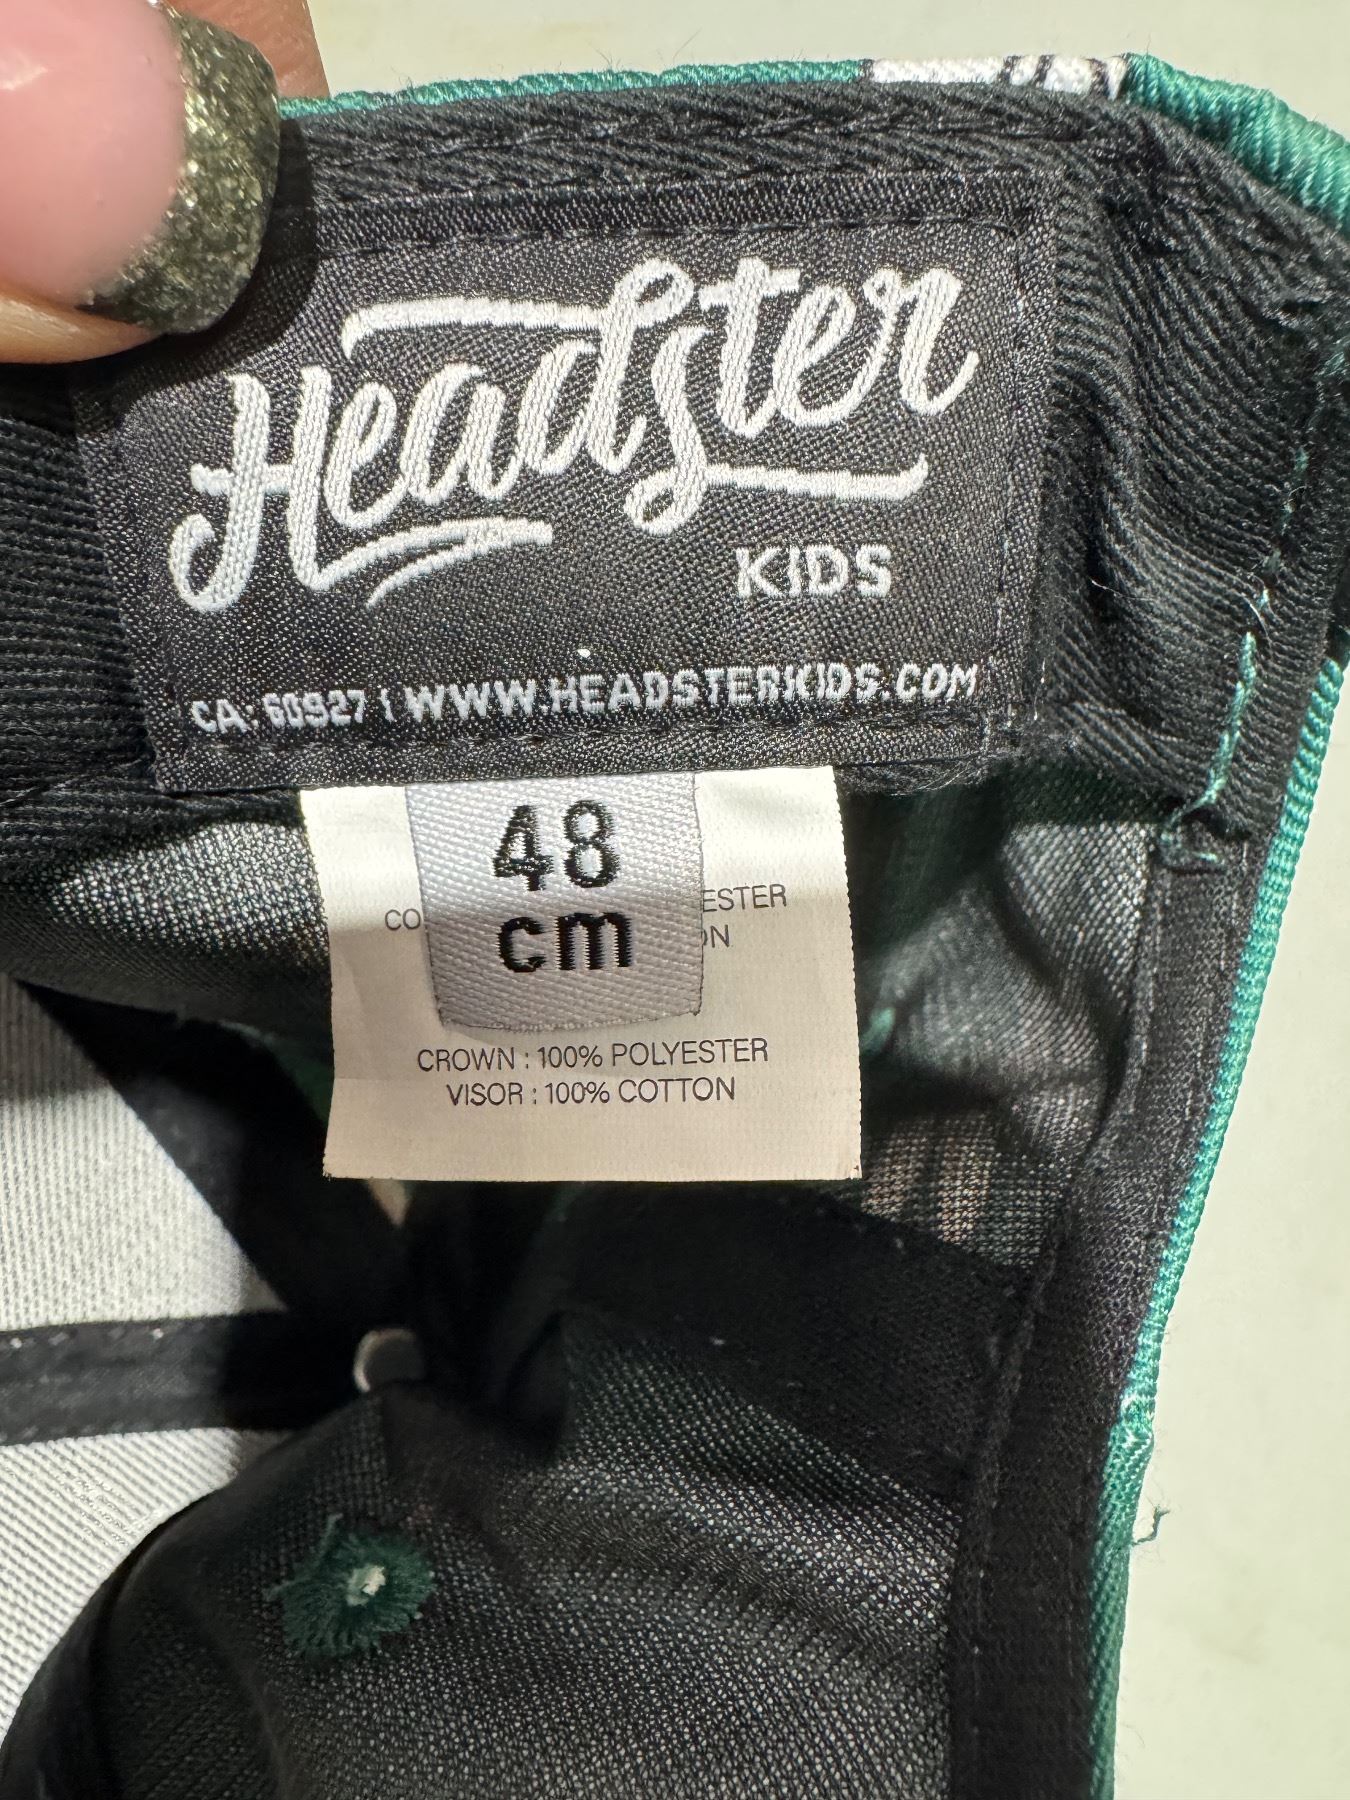 Headster
KIDS
CA: 60927 | WWW.HEADSTERKIDS.COM
48
cm
CROWN : 100% POLYESTER
VISOR : 100% COTTON